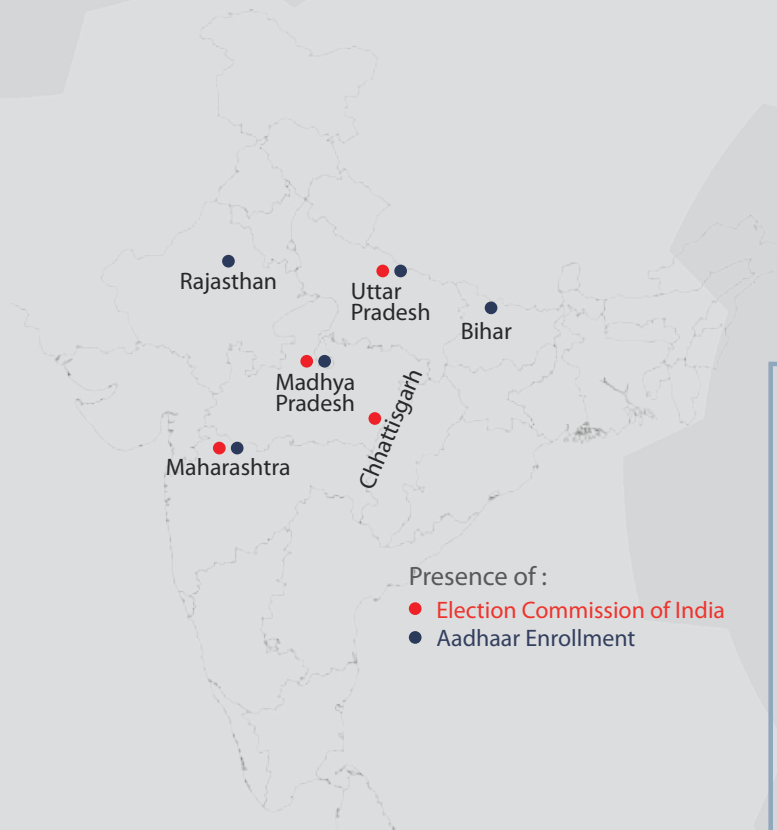 Rajasthan
Uttar
Pradesh
Bihar
Madhya
Pradesh
Chhattisgarh
Maharashtra
Presence of :
Election Commission of India
Aadhaar Enrollment